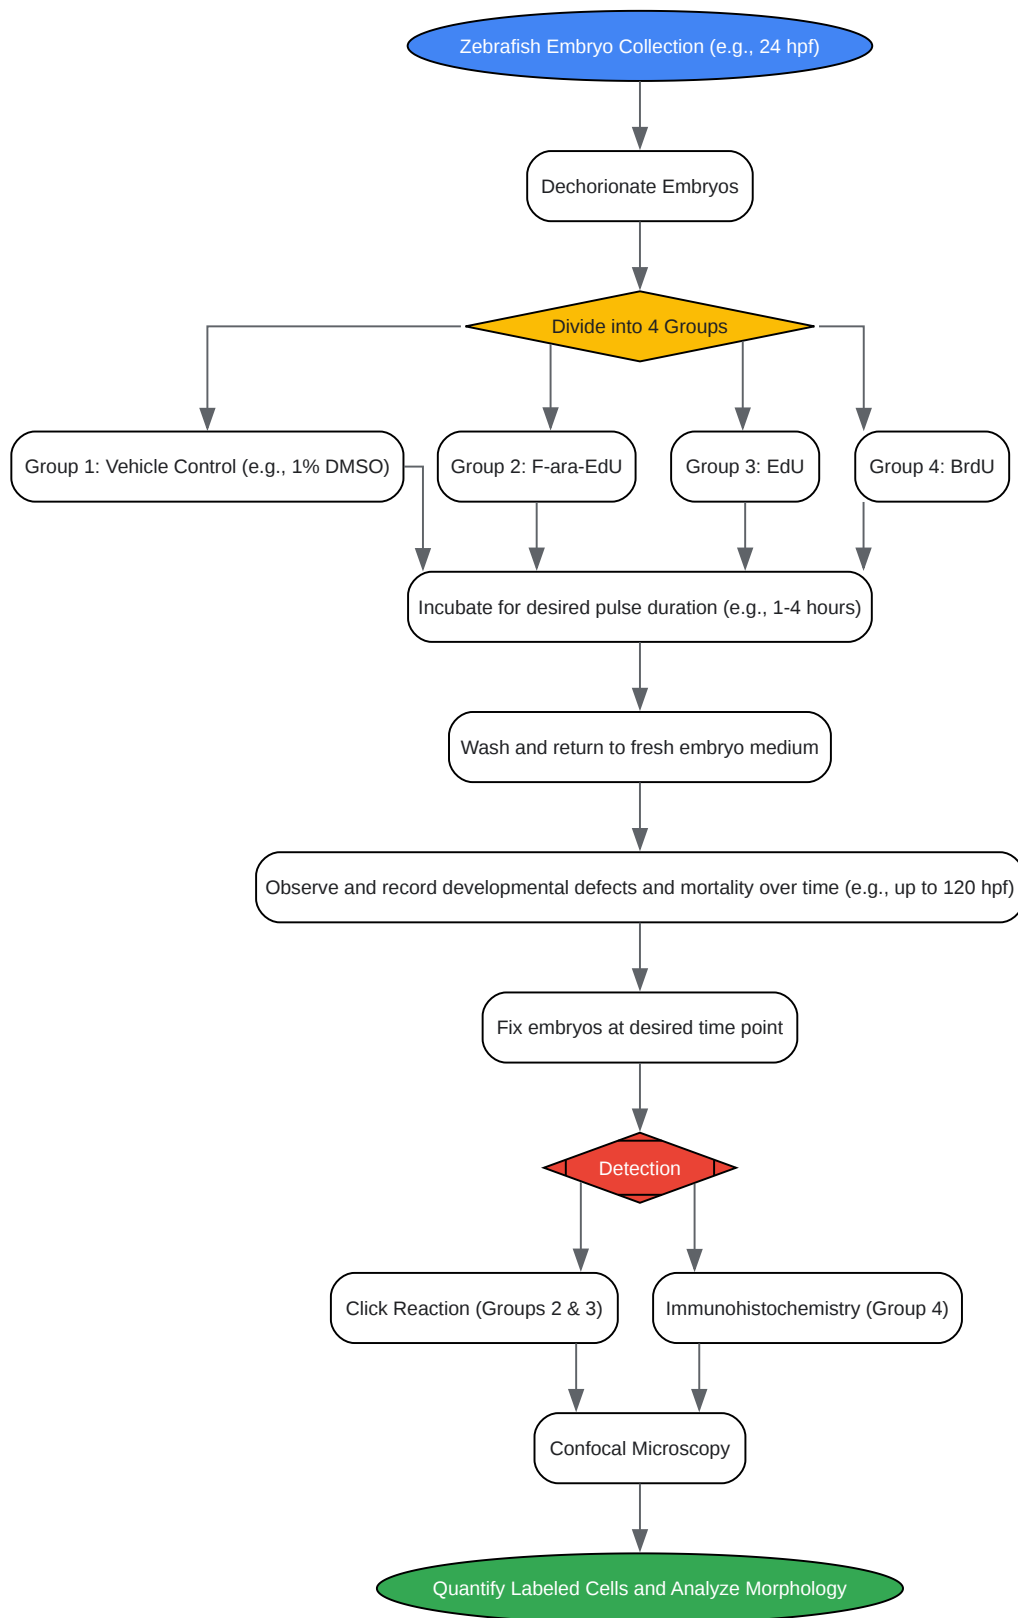 Zebrafish Embryo Collection (e.g., 24 hpf)
Dechorionate Embryos
Divide into 4 Groups
Group 1: Vehicle Control (e.g., 1% DMSO)
Group 2: F-ara-EdU
Group 3: EdU
Group 4: BrdU
Incubate for desired pulse duration (e.g., 1-4 hours)
Wash and return to fresh embryo medium
Observe and record developmental defects and mortality over time (e.g., up to 120 hpf)
Fix embryos at desired time point
Detection
Click Reaction (Groups 2 & 3)
Immunohistochemistry (Group 4)
Confocal Microscopy
Quantify Labeled Cells and Analyze Morphology